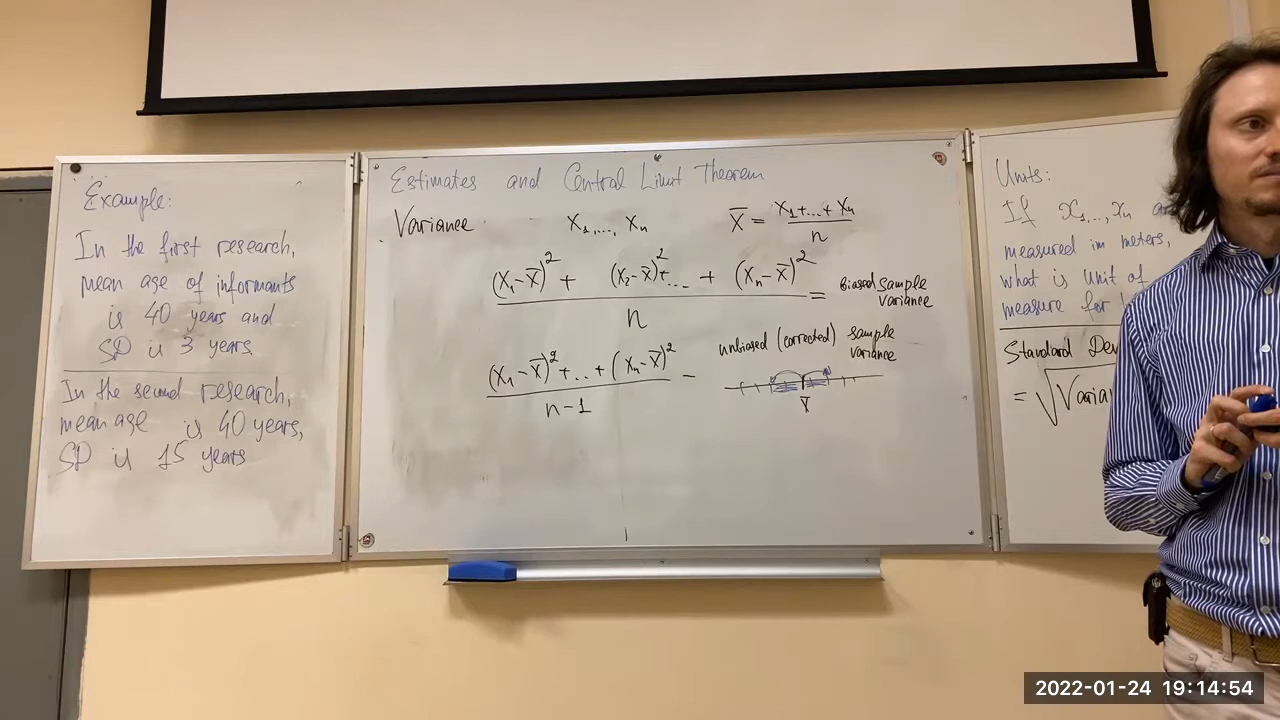 Example:
In the first research,
mean age of informants
is 40 years and
SD is 3 years
In the second research,
mean age is 40 years,
SD is 15 years
Estimates and Central Limit Theorem
Variance X₁,..., Xₙ X̅ = (X₁+...+Xₙ)/n
((X₁-X̅)² + (X₂-X̅)²+... + (Xₙ-X̅)²)/n = biased sample variance
unbiased (corrected) sample variance
((X₁-X̅)²+...+(Xₙ-X̅)²)/(n-1) –
X̅
Units:
If x₁,...,xₙ
measured in meters,
what is unit of
measure for
Standard Dev
= √Varia
2022-01-24 19:14:54